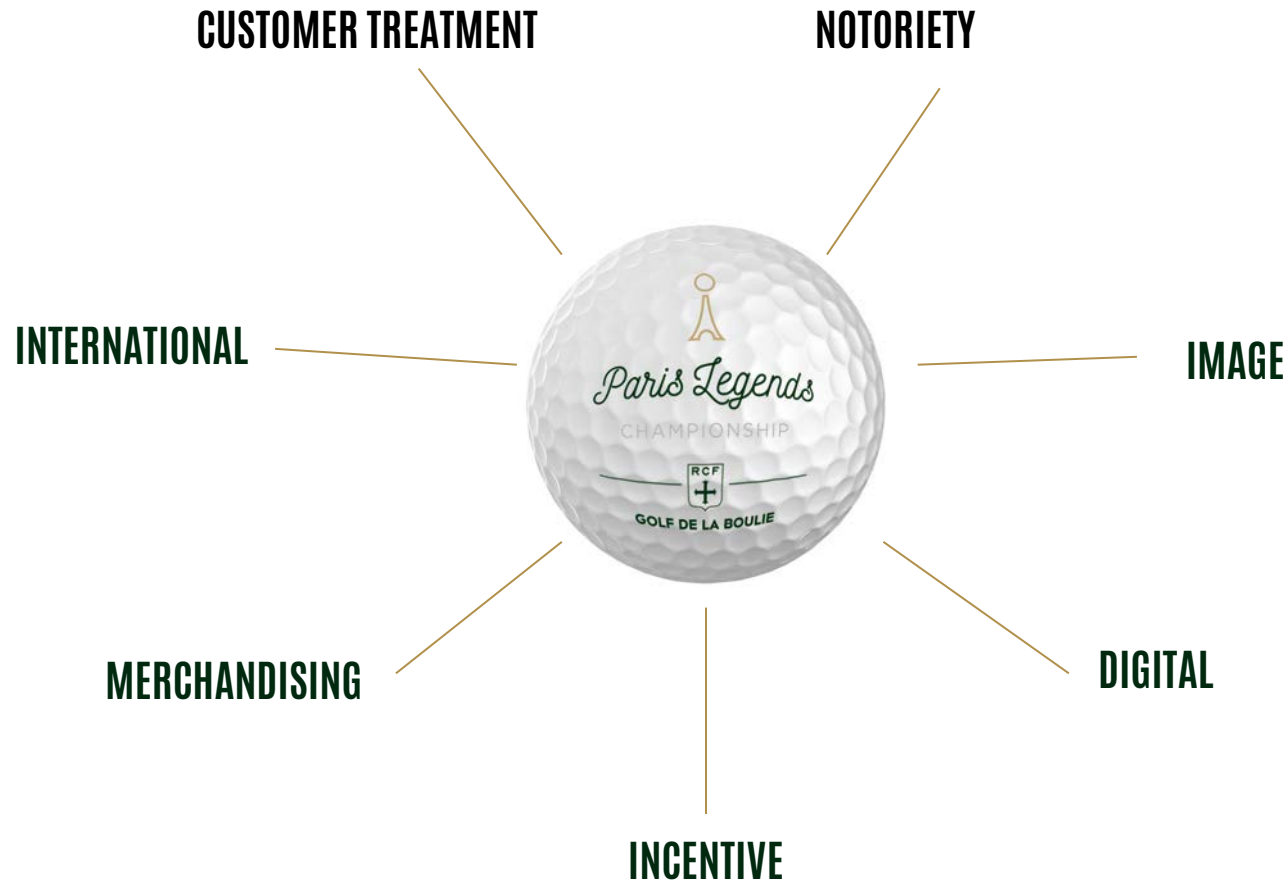 CUSTOMER TREATMENT
NOTORIETY
INTERNATIONAL
IMAGE
Paris Legends
CHAMPIONSHIP
RCF
GOLF DE LA BOULIE
MERCHANDISING
DIGITAL
INCENTIVE